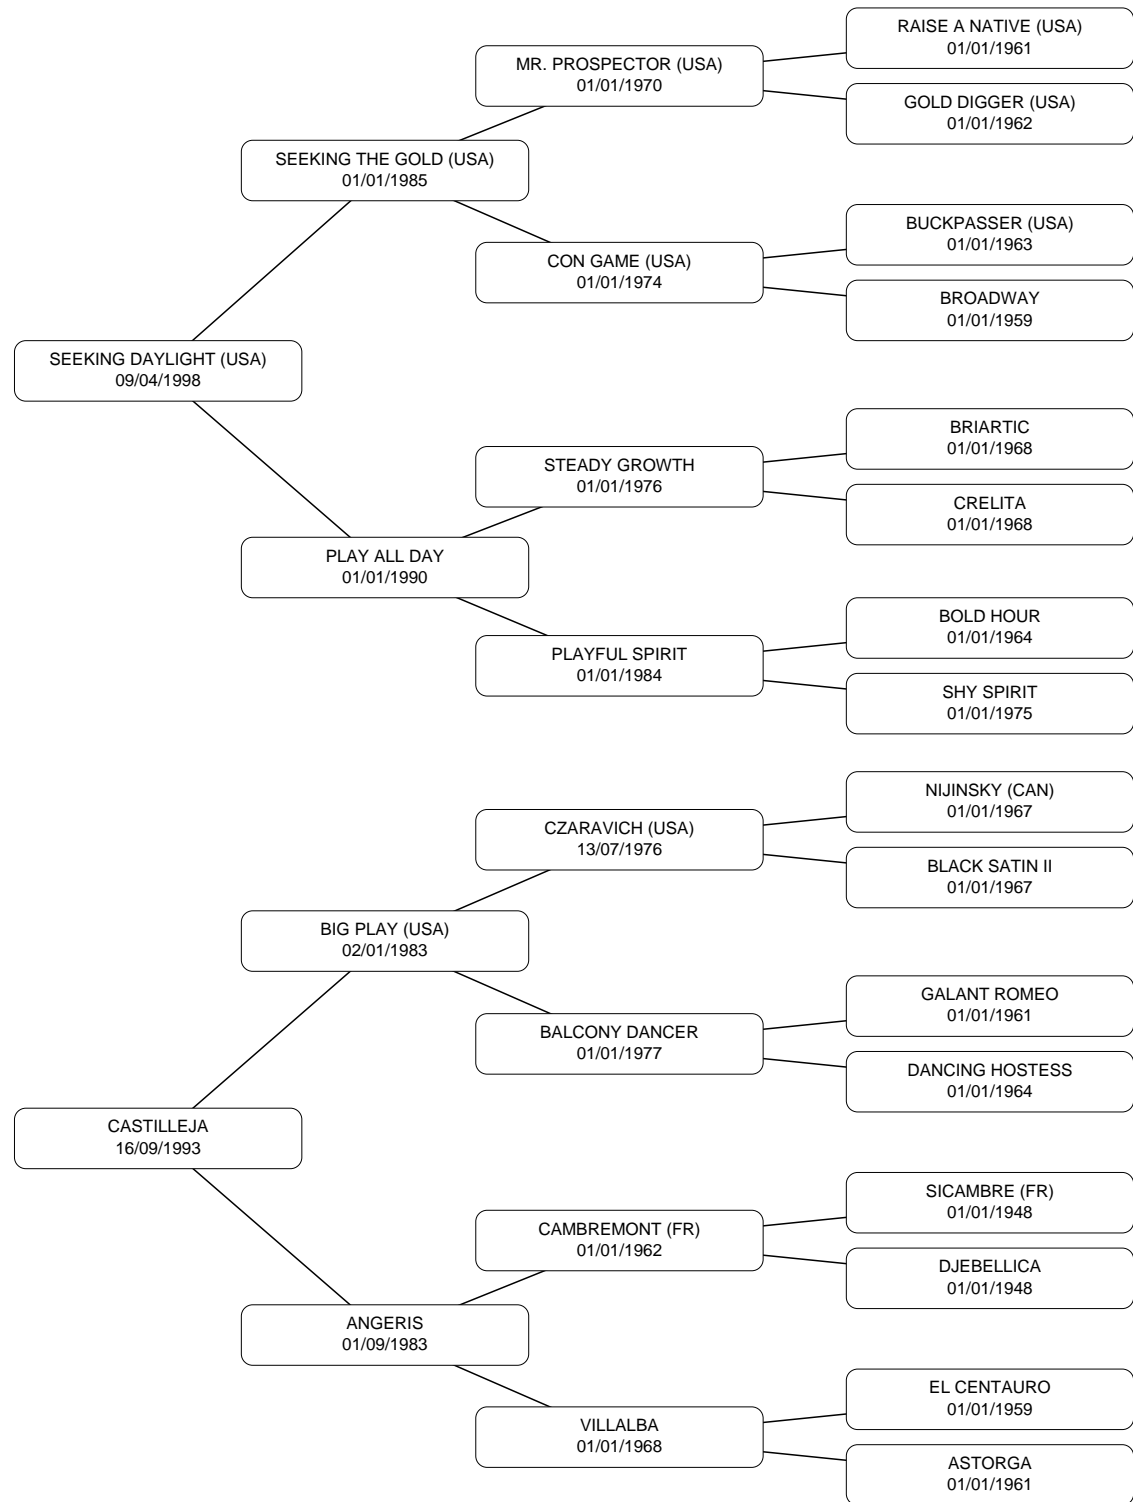 RAISE A NATIVE (USA)
01/01/1961
MR. PROSPECTOR (USA)
01/01/1970
GOLD DIGGER (USA)
01/01/1962
SEEKING THE GOLD (USA)
01/01/1985
BUCKPASSER (USA)
01/01/1963
CON GAME (USA)
01/01/1974
BROADWAY
01/01/1959
SEEKING DAYLIGHT (USA)
09/04/1998
BRIARTIC
01/01/1968
STEADY GROWTH
01/01/1976
CRELITA
01/01/1968
PLAY ALL DAY
01/01/1990
BOLD HOUR
01/01/1964
PLAYFUL SPIRIT
01/01/1984
SHY SPIRIT
01/01/1975
NIJINSKY (CAN)
01/01/1967
CZARAVICH (USA)
13/07/1976
BLACK SATIN II
01/01/1967
BIG PLAY (USA)
02/01/1983
GALANT ROMEO
01/01/1961
BALCONY DANCER
01/01/1977
DANCING HOSTESS
01/01/1964
CASTILLEJA
16/09/1993
SICAMBRE (FR)
01/01/1948
CAMBREMONT (FR)
01/01/1962
DJEBELLICA
01/01/1948
ANGERIS
01/09/1983
EL CENTAURO
01/01/1959
VILLALBA
01/01/1968
ASTORGA
01/01/1961